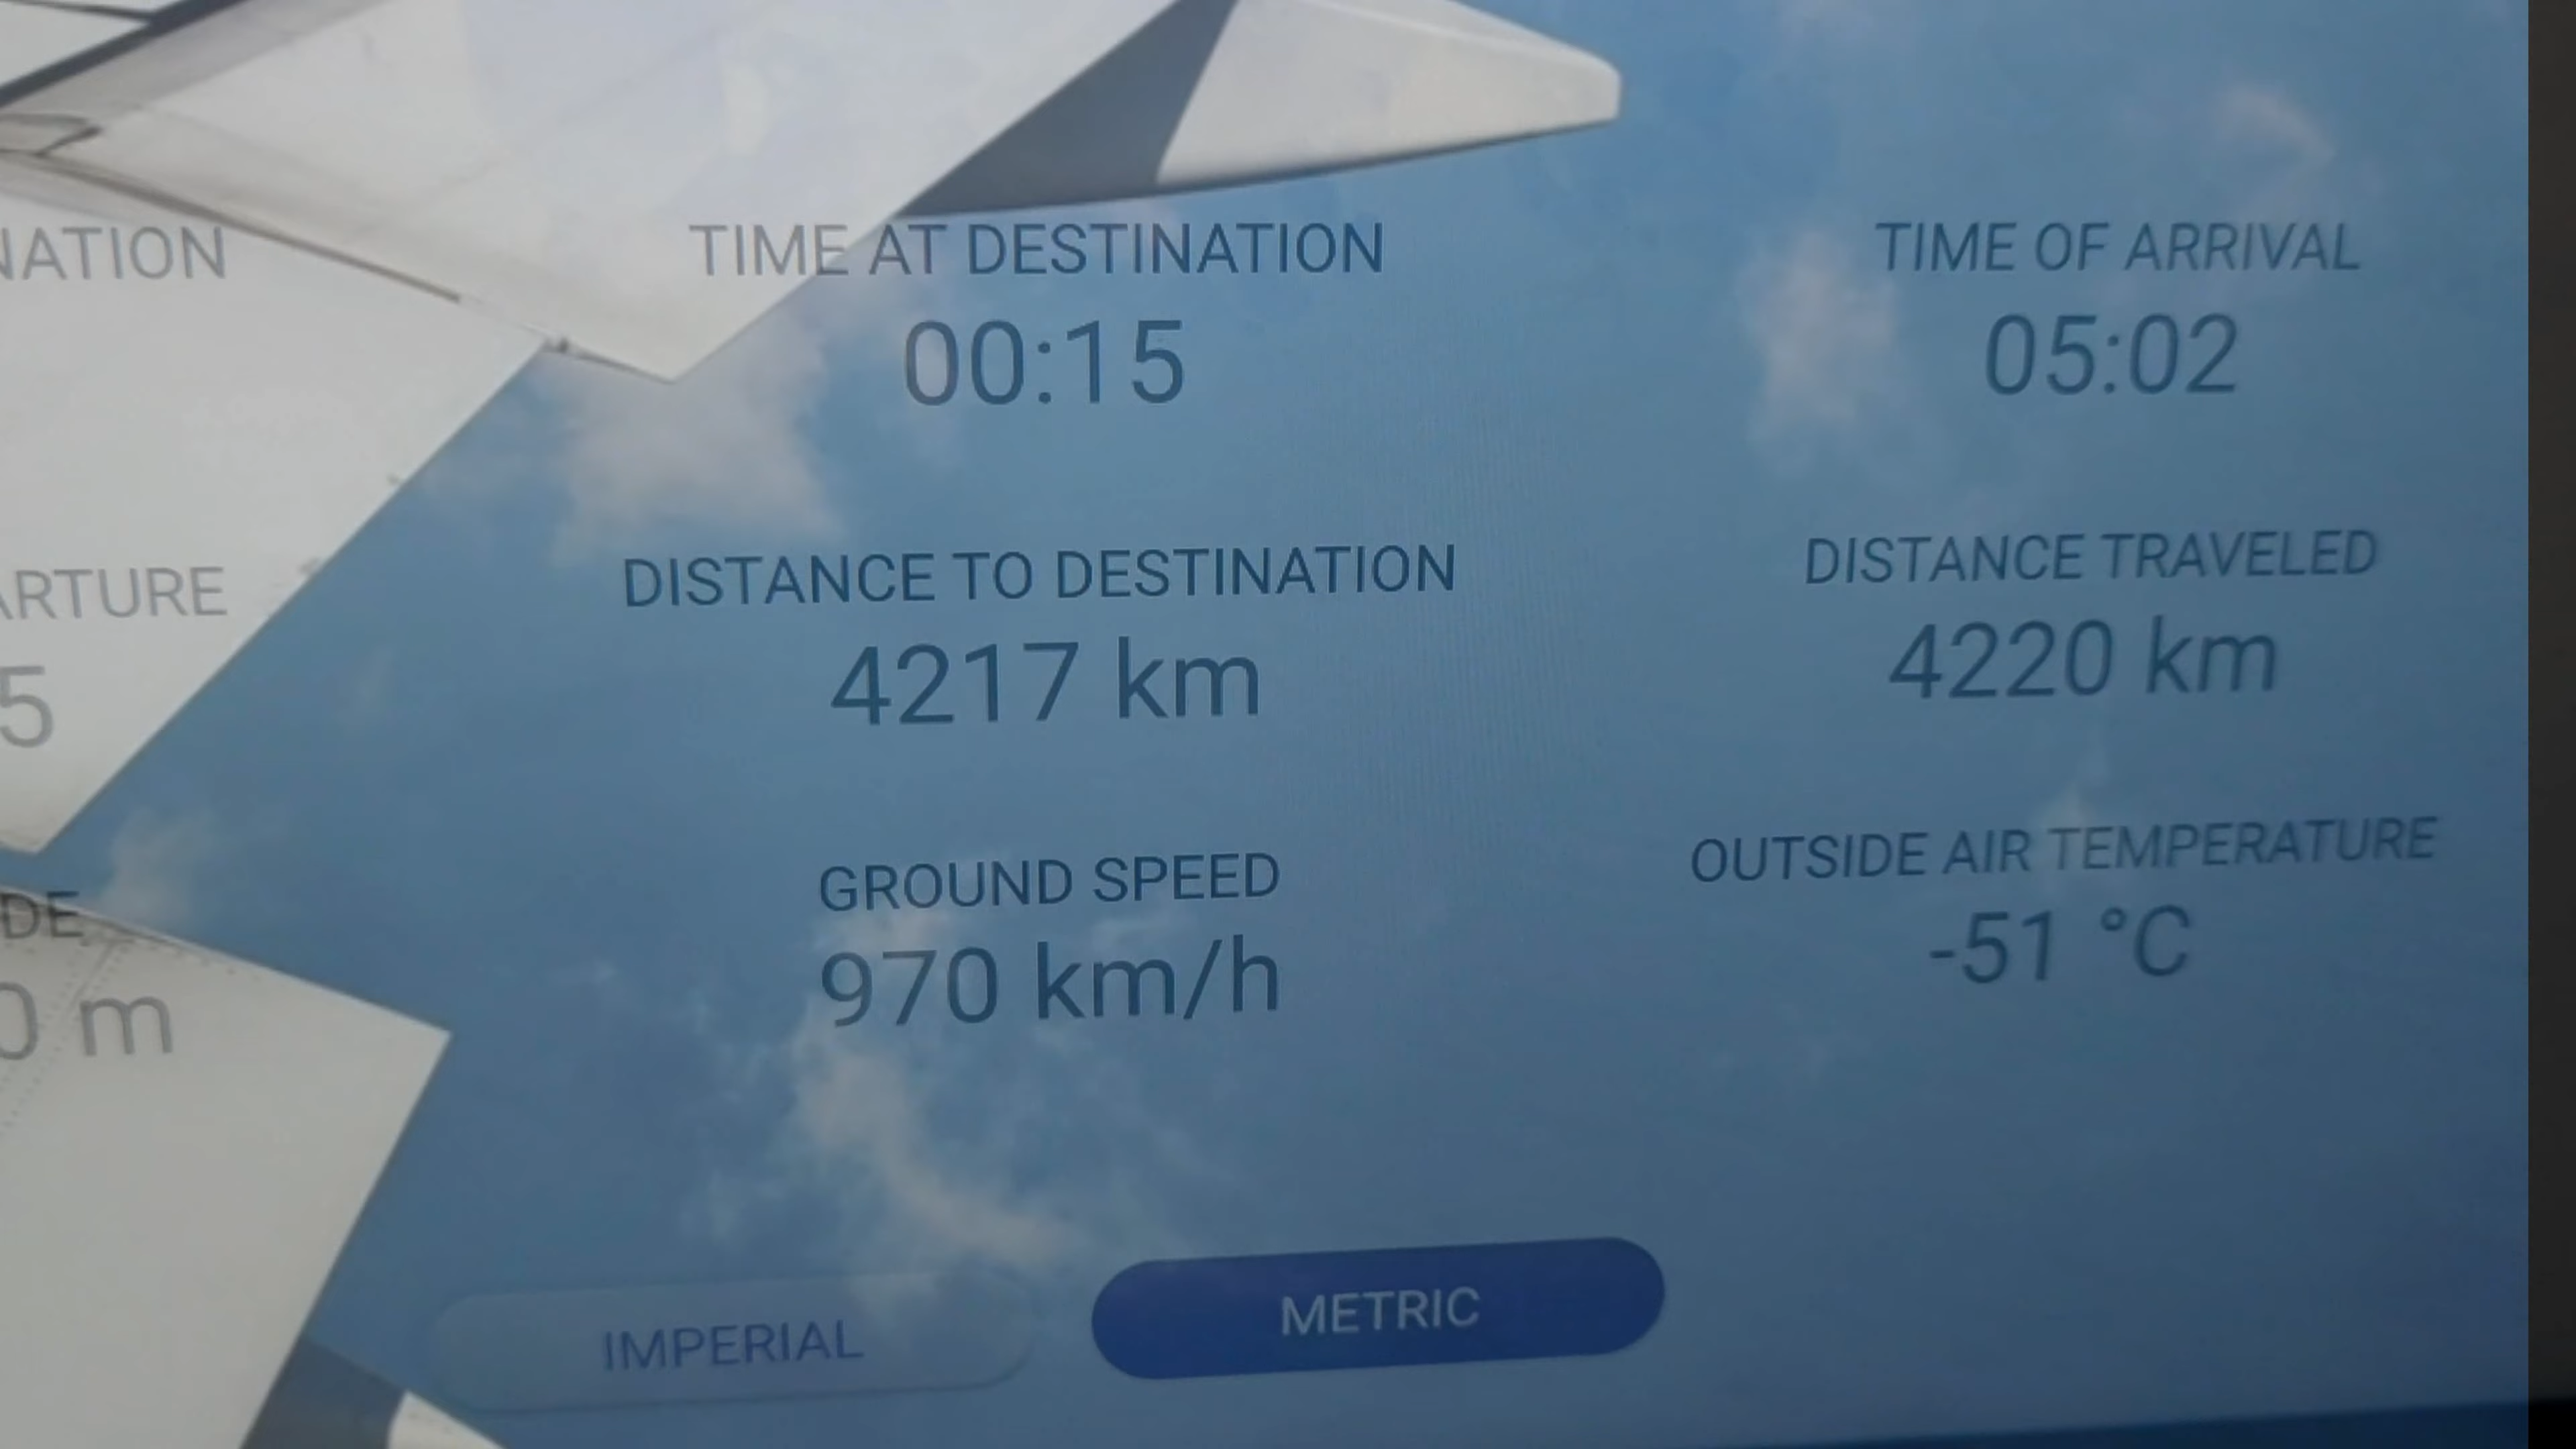 NATION
TIME AT DESTINATION
00:15
TIME OF ARRIVAL
05:02
ARTURE
5
DISTANCE TO DESTINATION
4217 km
DISTANCE TRAVELED
4220 km
DE
0 m
GROUND SPEED
970 km/h
OUTSIDE AIR TEMPERATURE
-51 °C
IMPERIAL
METRIC